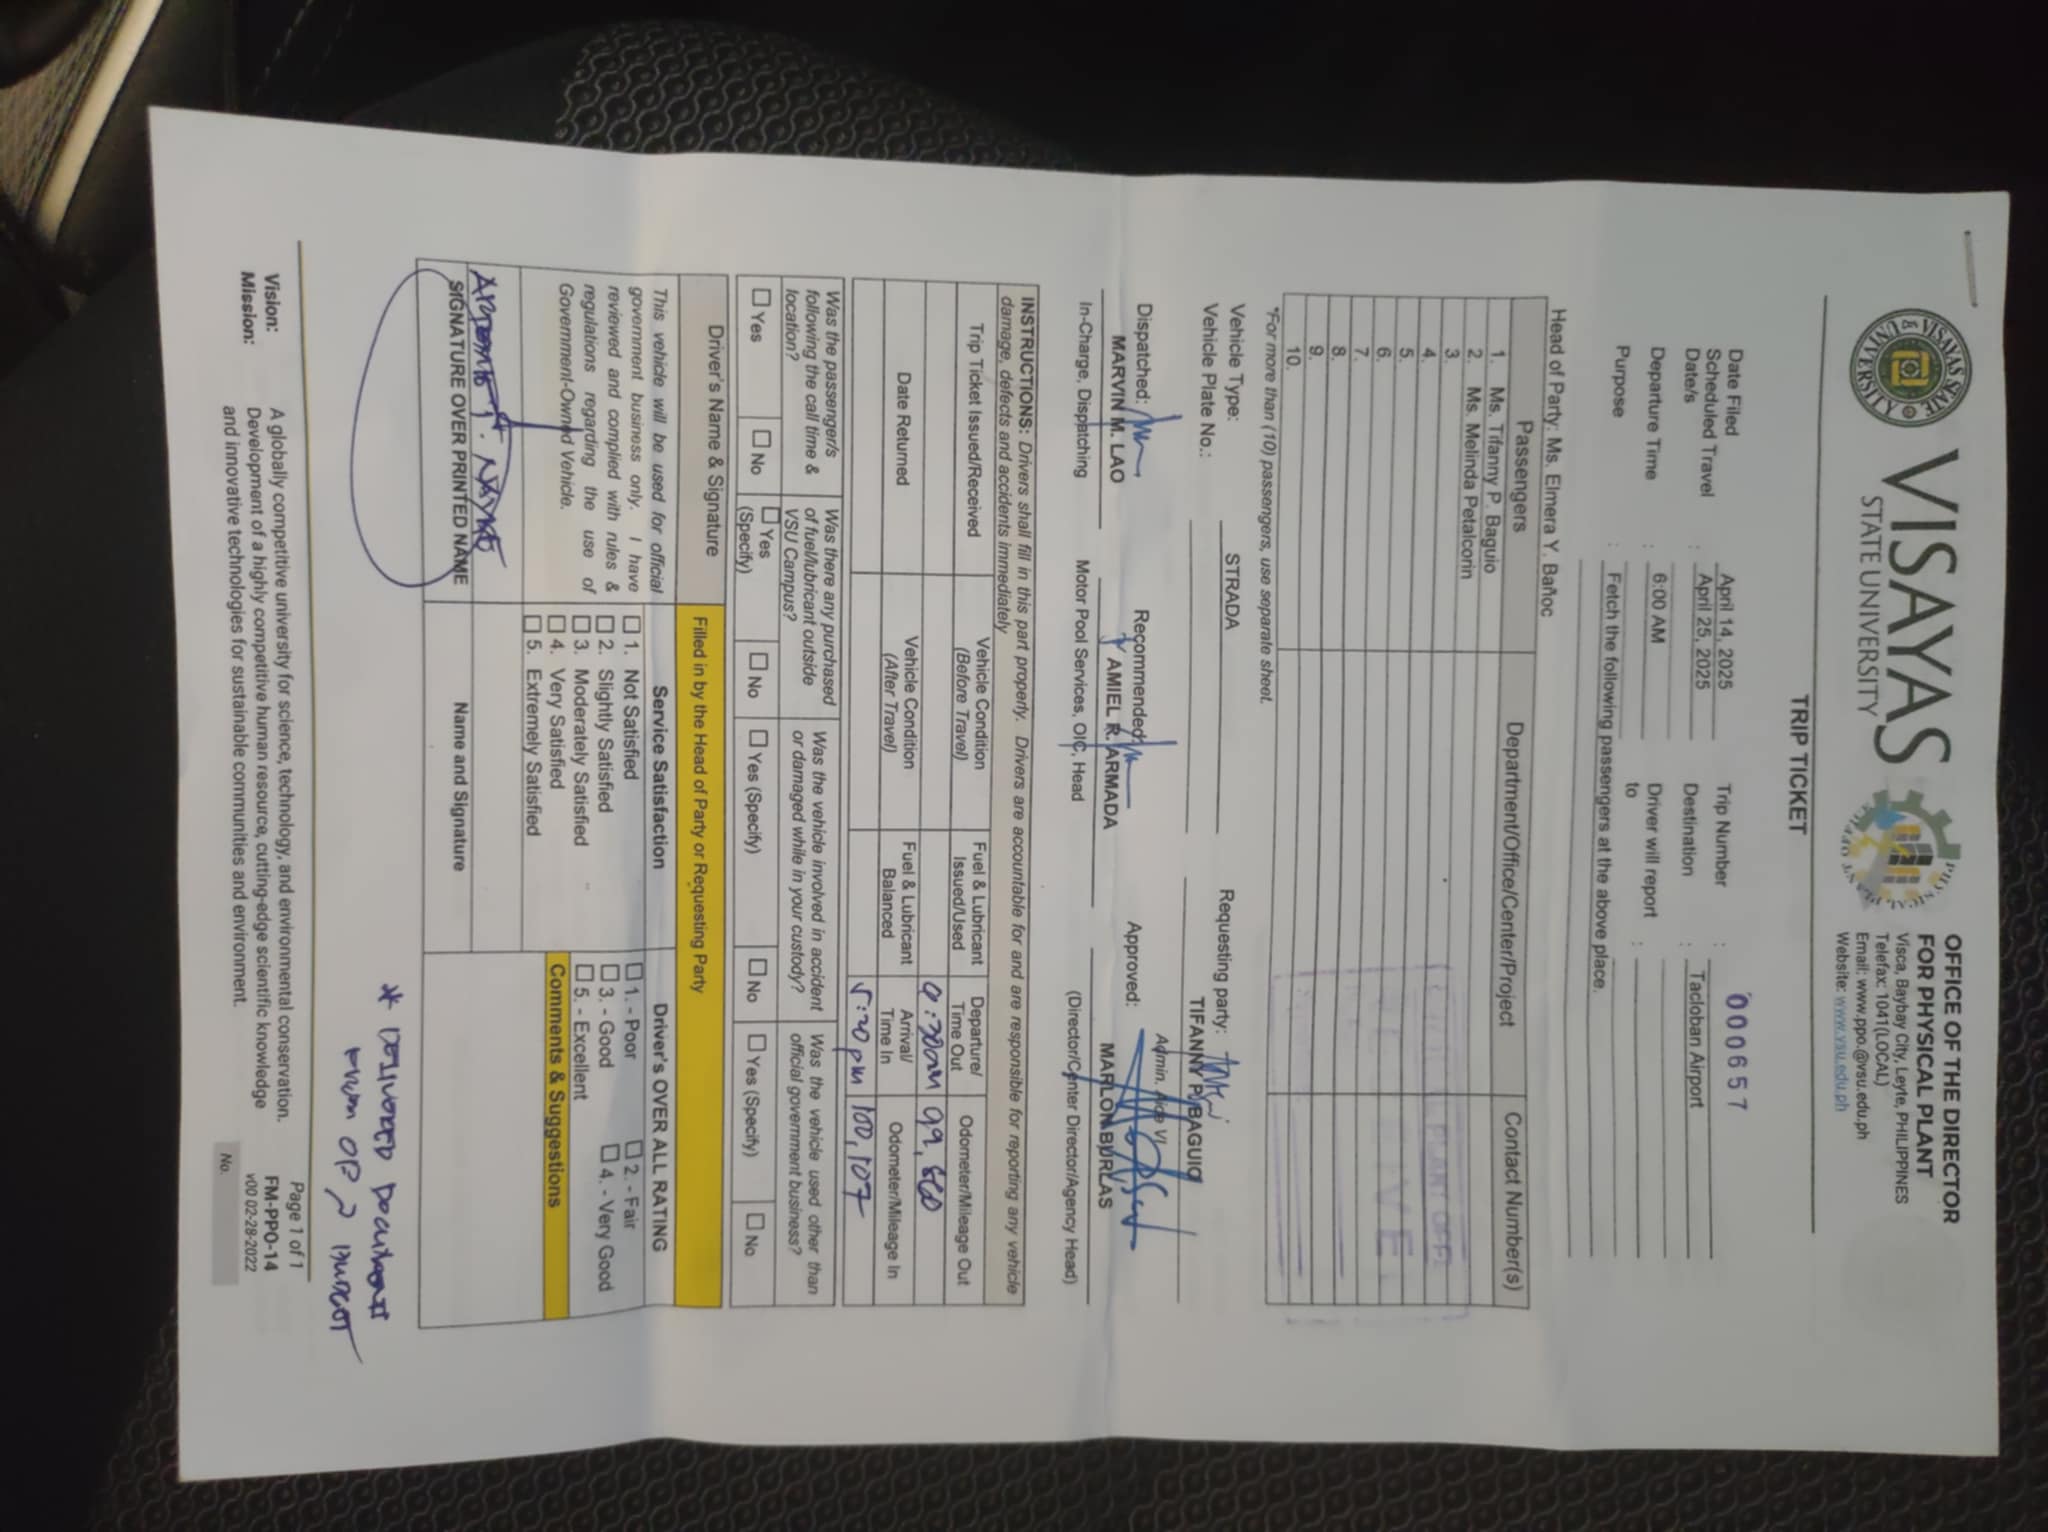 VISAYAS
STATE UNIVERSITY
OFFICE OF THE DIRECTOR
FOR PHYSICAL PLANT
Visca, Baybay City, Leyte, PHILIPPINES
Telefax: 1041(LOCAL)
Email: www.ppo.@vsu.edu.ph
Website: www.vsu.edu.ph
TRIP TICKET
Date Filed : April 14, 2025 Trip Number : 000657
Scheduled Travel Date/s : April 25, 2025 Destination : Tacloban Airport
Departure Time : 6:00 AM Driver will report to :
Purpose : Fetch the following passengers at the above place.
Head of Party: Ms. Elmera Y. Bañoc
Passengers Department/Office/Center/Project Contact Number(s)
1. Ms. Tifanny P. Baguio
2. Ms. Melinda Petalcorin
3.
4.
5.
6.
7.
8.
9.
10.
*For more than (10) passengers, use separate sheet.
Vehicle Type: STRADA Requesting party:
Vehicle Plate No.: TIFANNY P. BAGUIO
Admin. Aide VI
Dispatched: Recommended: Approved:
MARVIN M. LAO AMIEL R. ARMADA MARLON BURLAS
In-Charge, Dispatching Motor Pool Services, OIC, Head (Director/Center Director/Agency Head)
INSTRUCTIONS: Drivers shall fill in this part properly. Drivers are accountable for and are responsible for reporting any vehicle
damage, defects and accidents immediately
Trip Ticket Issued/Received Vehicle Condition (Before Travel) Fuel & Lubricant Issued/Used Departure/ Time Out Odometer/Mileage Out
Date Returned Vehicle Condition (After Travel) Fuel & Lubricant Balanced Arrival/ Time In Odometer/Mileage In
5:20 pm 100,107
Was the passenger/s following the call time & location? Was there any purchased of fuel/lubricant outside VSU Campus? Was the vehicle involved in accident or damaged while in your custody? Was the vehicle used other than official government business?
Yes No Yes (Specify) No Yes (Specify) No Yes (Specify) No
Driver's Name & Signature Filled in by the Head of Party or Requesting Party
This vehicle will be used for official
government business only. I have
reviewed and complied with rules &
regulations regarding the use of
Government-Owned Vehicle.
SIGNATURE OVER PRINTED NAME
Service Satisfaction
1. Not Satisfied
2. Slightly Satisfied
3. Moderately Satisfied
4. Very Satisfied
5. Extremely Satisfied
Name and Signature
Driver's OVER ALL RATING
1. - Poor 2. - Fair
3. - Good 4. - Very Good
5. - Excellent
Comments & Suggestions
* Delivered Document
from OP
Vision: A globally competitive university for science, technology, and environmental conservation.
Mission: Development of a highly competitive human resource, cutting-edge scientific knowledge
and innovative technologies for sustainable communities and environment.
Page 1 of 1
FM-PPO-14
v00 02-28-2022
No.